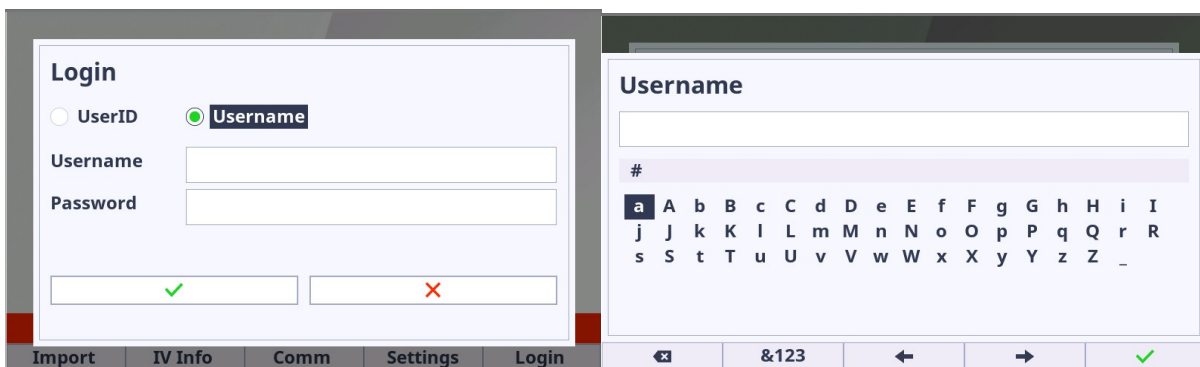 Login
UserID Username
Username
Password
Import IV Info Comm Settings Login
Username
#
a A b B c C d D e E f F g G h H i I
j J k K l L m M n N o O p P q Q r R
s S t T u U v V w W x X y Y z Z _
&123